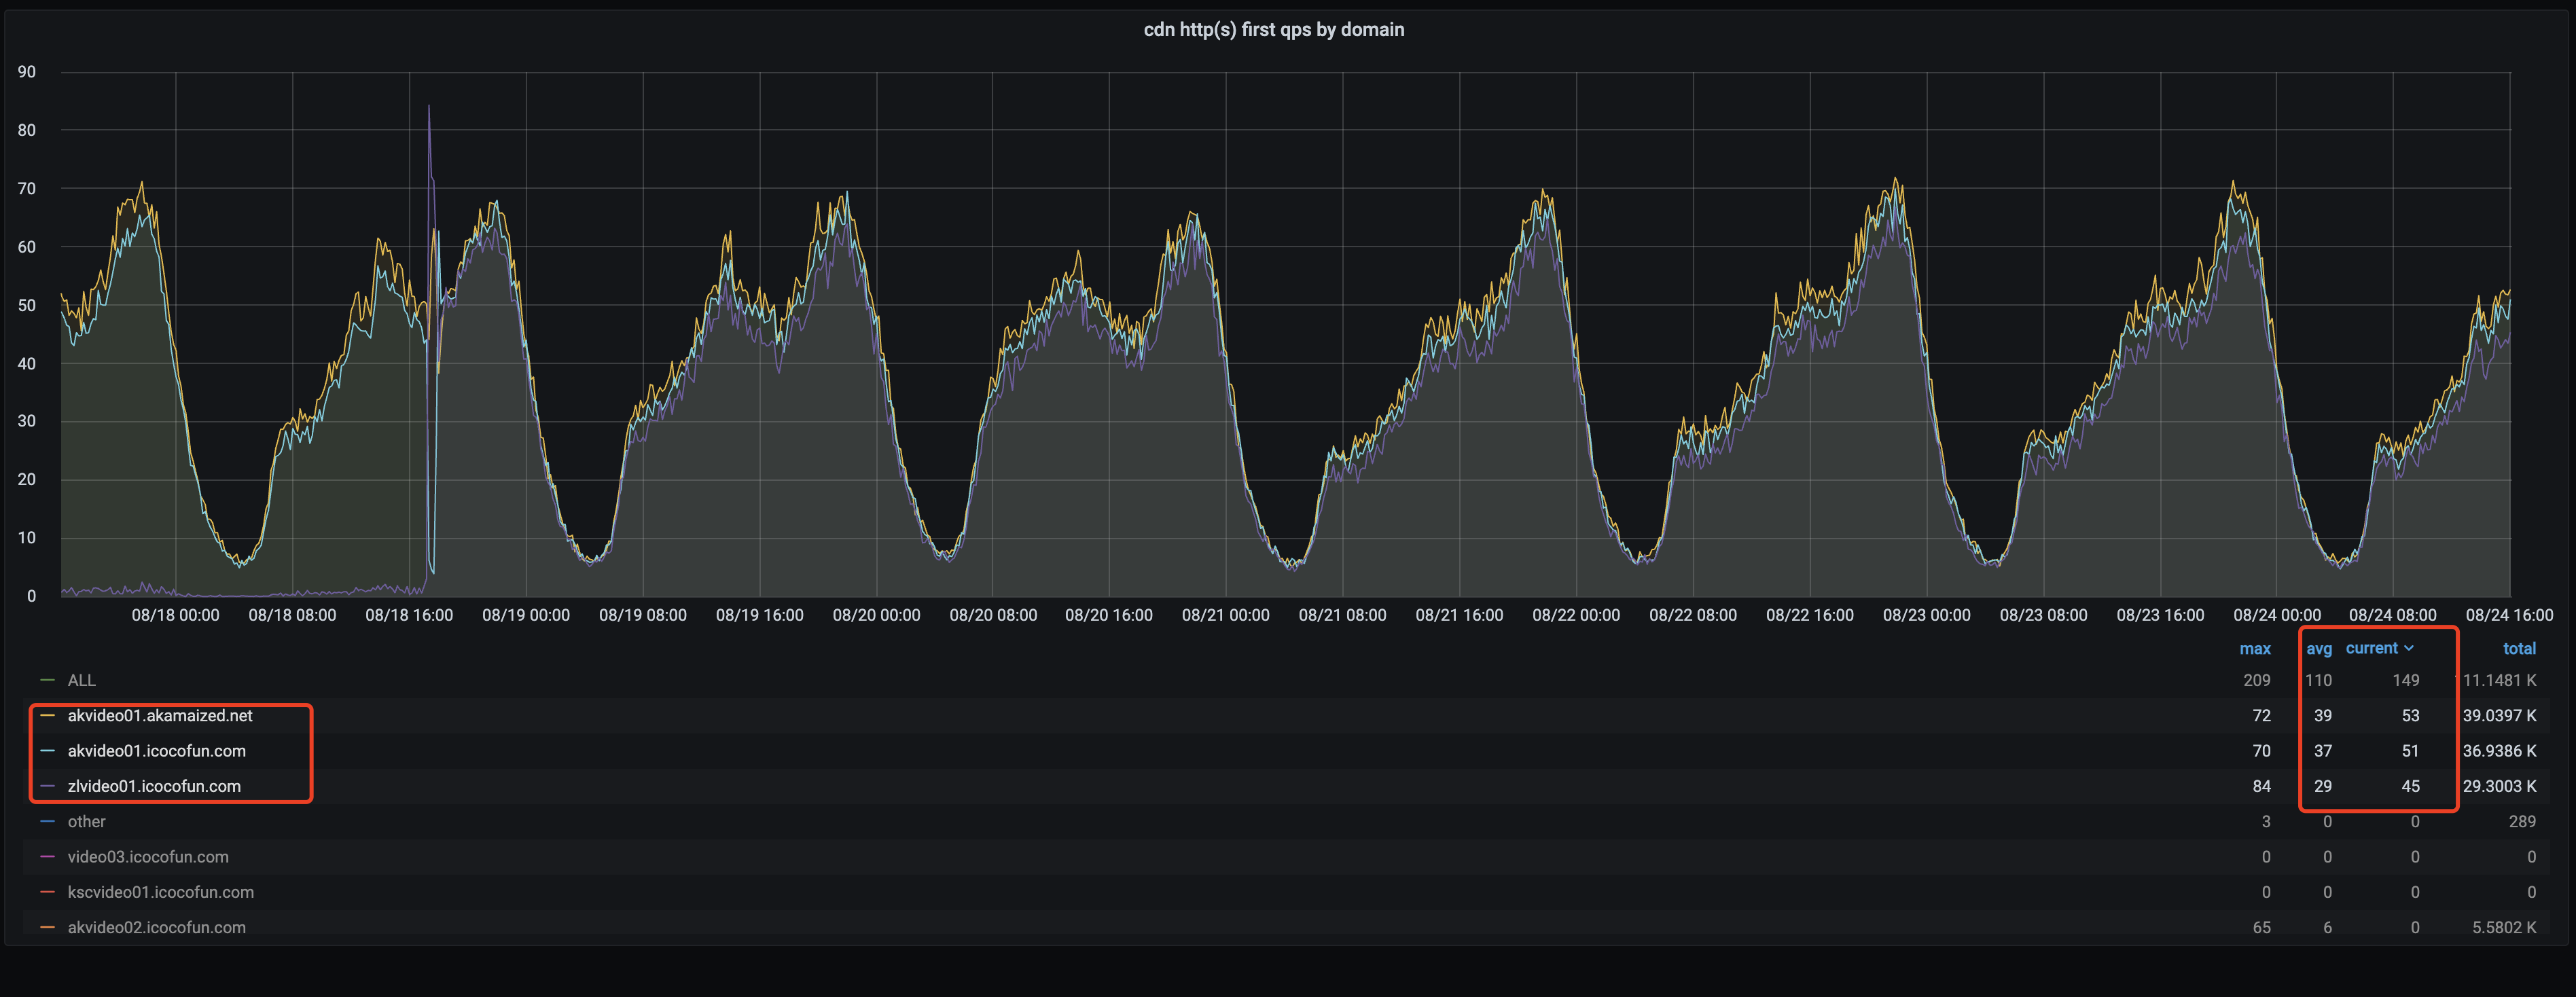 cdn http(s) first qps by domain
90
80
70
60
50
40
30
20
10
0
08/18 00:00 08/18 08:00 08/18 16:00 08/19 00:00 08/19 08:00 08/19 16:00 08/20 00:00 08/20 08:00 08/20 16:00 08/21 00:00 08/21 08:00 08/21 16:00 08/22 00:00 08/22 08:00 08/22 16:00 08/23 00:00 08/23 08:00 08/23 16:00 08/24 00:00 08/24 08:00 08/24 16:00
max avg current total
ALL 209 110 149 111.1481 K
akvideo01.akamaized.net 72 39 53 39.0397 K
akvideo01.icocofun.com 70 37 51 36.9386 K
zlvideo01.icocofun.com 84 29 45 29.3003 K
other 3 0 0 289
video03.icocofun.com 0 0 0 0
kscvideo01.icocofun.com 0 0 0 0
akvideo02.icocofun.com 65 6 0 5.5802 K